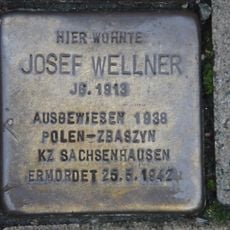 HIER WOHNTE
JOSEF WELLNER
JG. 1913
AUSGEWIESEN 1938
POLEN-ZBASZYN
KZ SACHSENHAUSEN
ERMORDET 25.5.1942